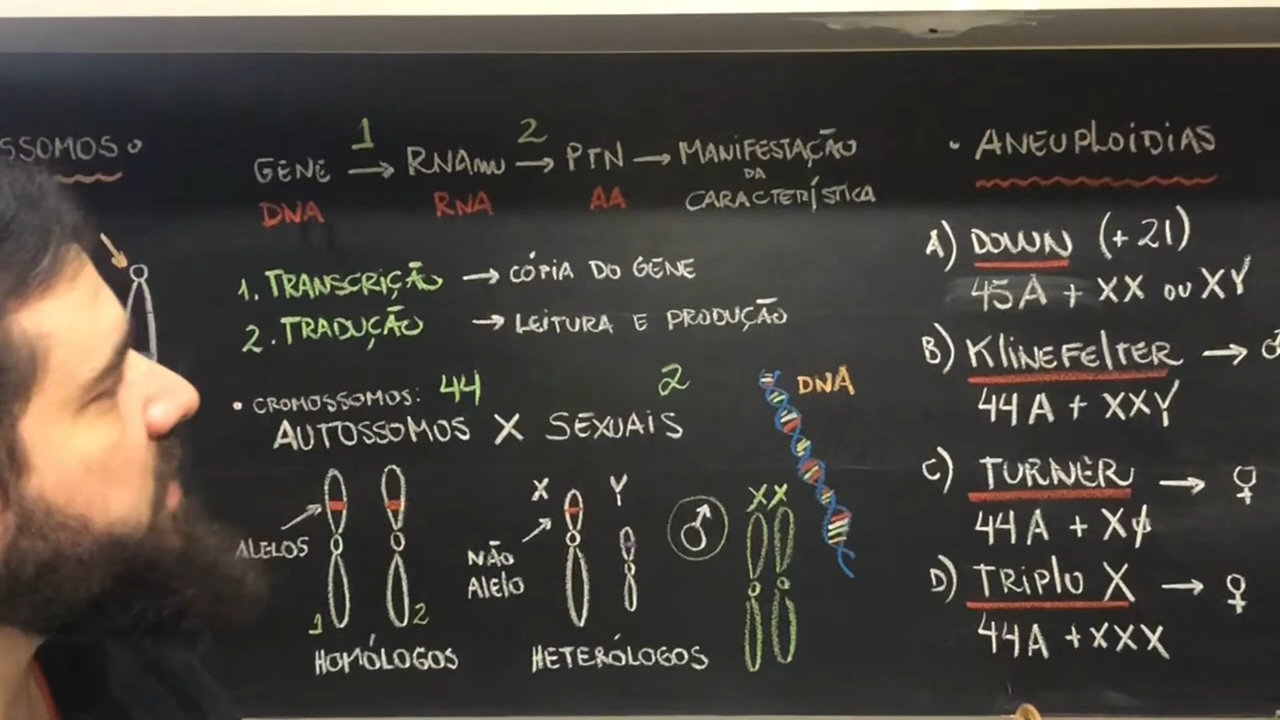 SSOMOS
1 2
GENE → RNAm → PTN → MANIFESTAÇÃO
DA
DNA RNA AA CARACTERÍSTICA
1. TRANSCRIÇÃO → CÓPIA DO GENE
2. TRADUÇÃO → LEITURA E PRODUÇÃO
• CROMOSSOMOS: 44 2
AUTOSSOMOS X SEXUAIS
DNA
X Y
XX
ALELOS
NÃO
ALELO
1 2
HOMÓLOGOS
HETERÓLOGOS
• ANEUPLOIDIAS
A) DOWN (+21)
45A + XX OU XY
B) KLINEFELTER → ♂
44A + XXY
C) TURNER → ♀
44A + XØ
D) TRIPLO X → ♀
44A + XXX